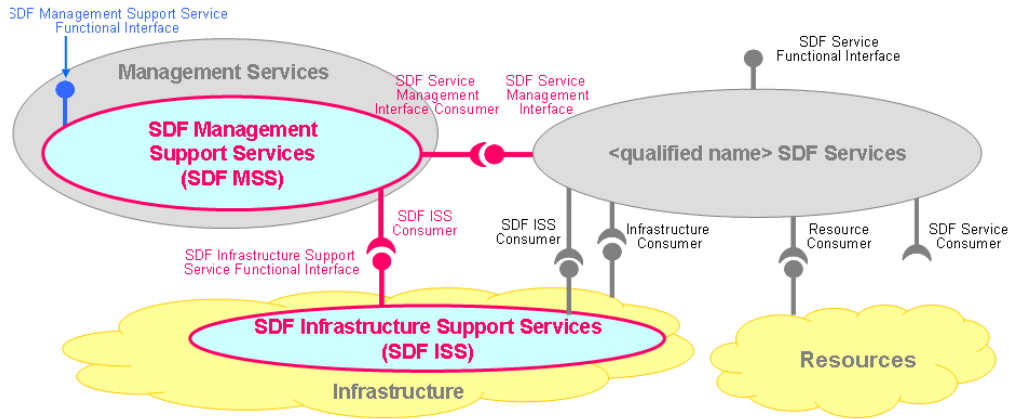 SDF Management Support Service
Functional Interface
Management Services
SDF Management
Support Services
(SDF MSS)
SDF Service
Management
Interface Consumer
SDF Service
Management
Interface
SDF Service
Functional Interface
<qualified name> SDF Services
SDF ISS
Consumer
SDF Infrastructure Support
Service Functional Interface
SDF ISS
Consumer
Infrastructure
Consumer
Resource
Consumer
SDF Service
Consumer
SDF Infrastructure Support Services
(SDF ISS)
Infrastructure
Resources